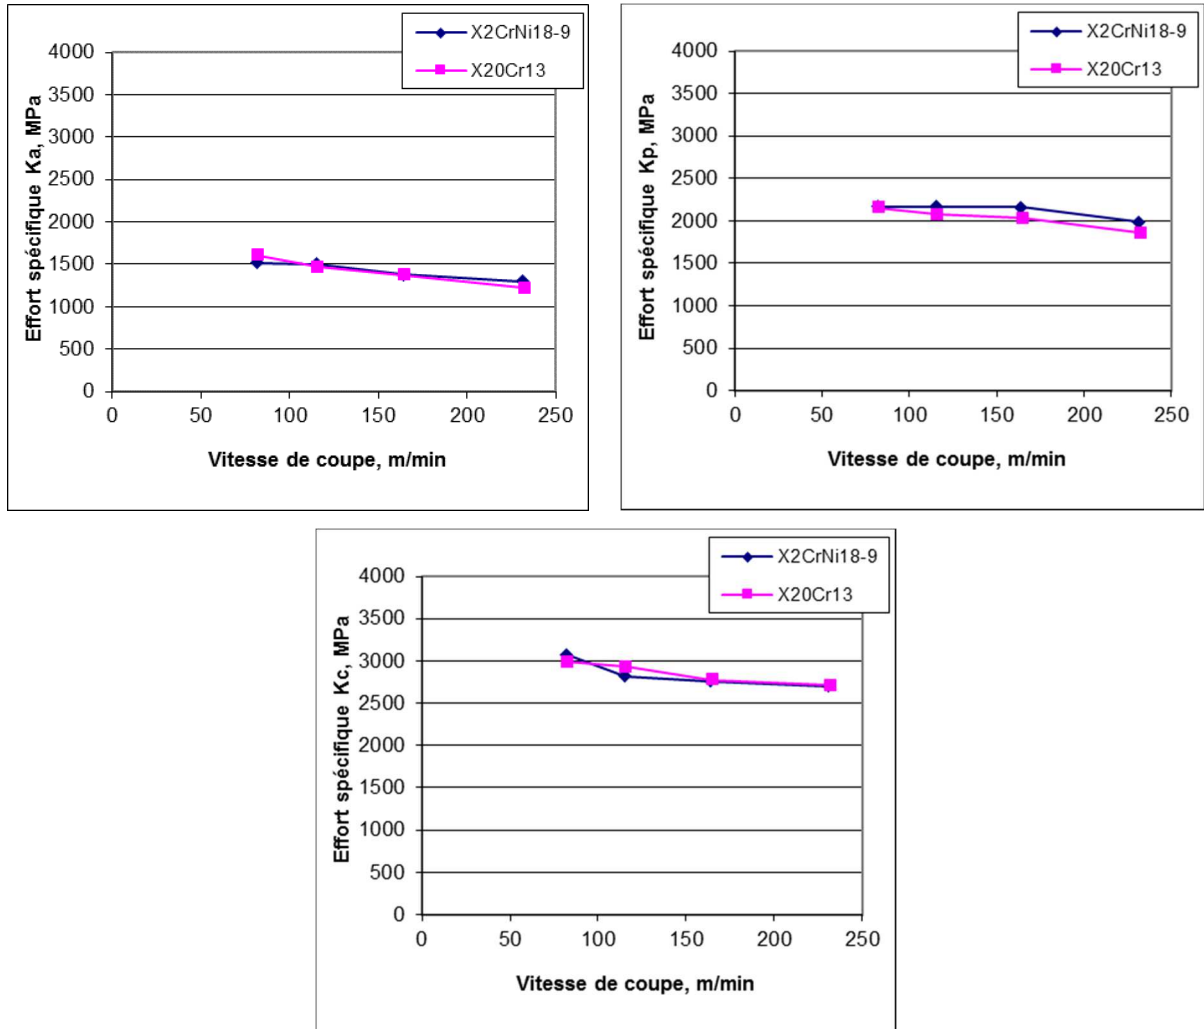 X2CrNi18-9
X20Cr13
Effort spécifique Ka, MPa
4000
3500
3000
2500
2000
1500
1000
500
0
0 50 100 150 200 250
Vitesse de coupe, m/min
X2CrNi18-9
X20Cr13
Effort spécifique Kp, MPa
4000
3500
3000
2500
2000
1500
1000
500
0
0 50 100 150 200 250
Vitesse de coupe, m/min
X2CrNi18-9
X20Cr13
Effort spécifique Kc, MPa
4000
3500
3000
2500
2000
1500
1000
500
0
0 50 100 150 200 250
Vitesse de coupe, m/min